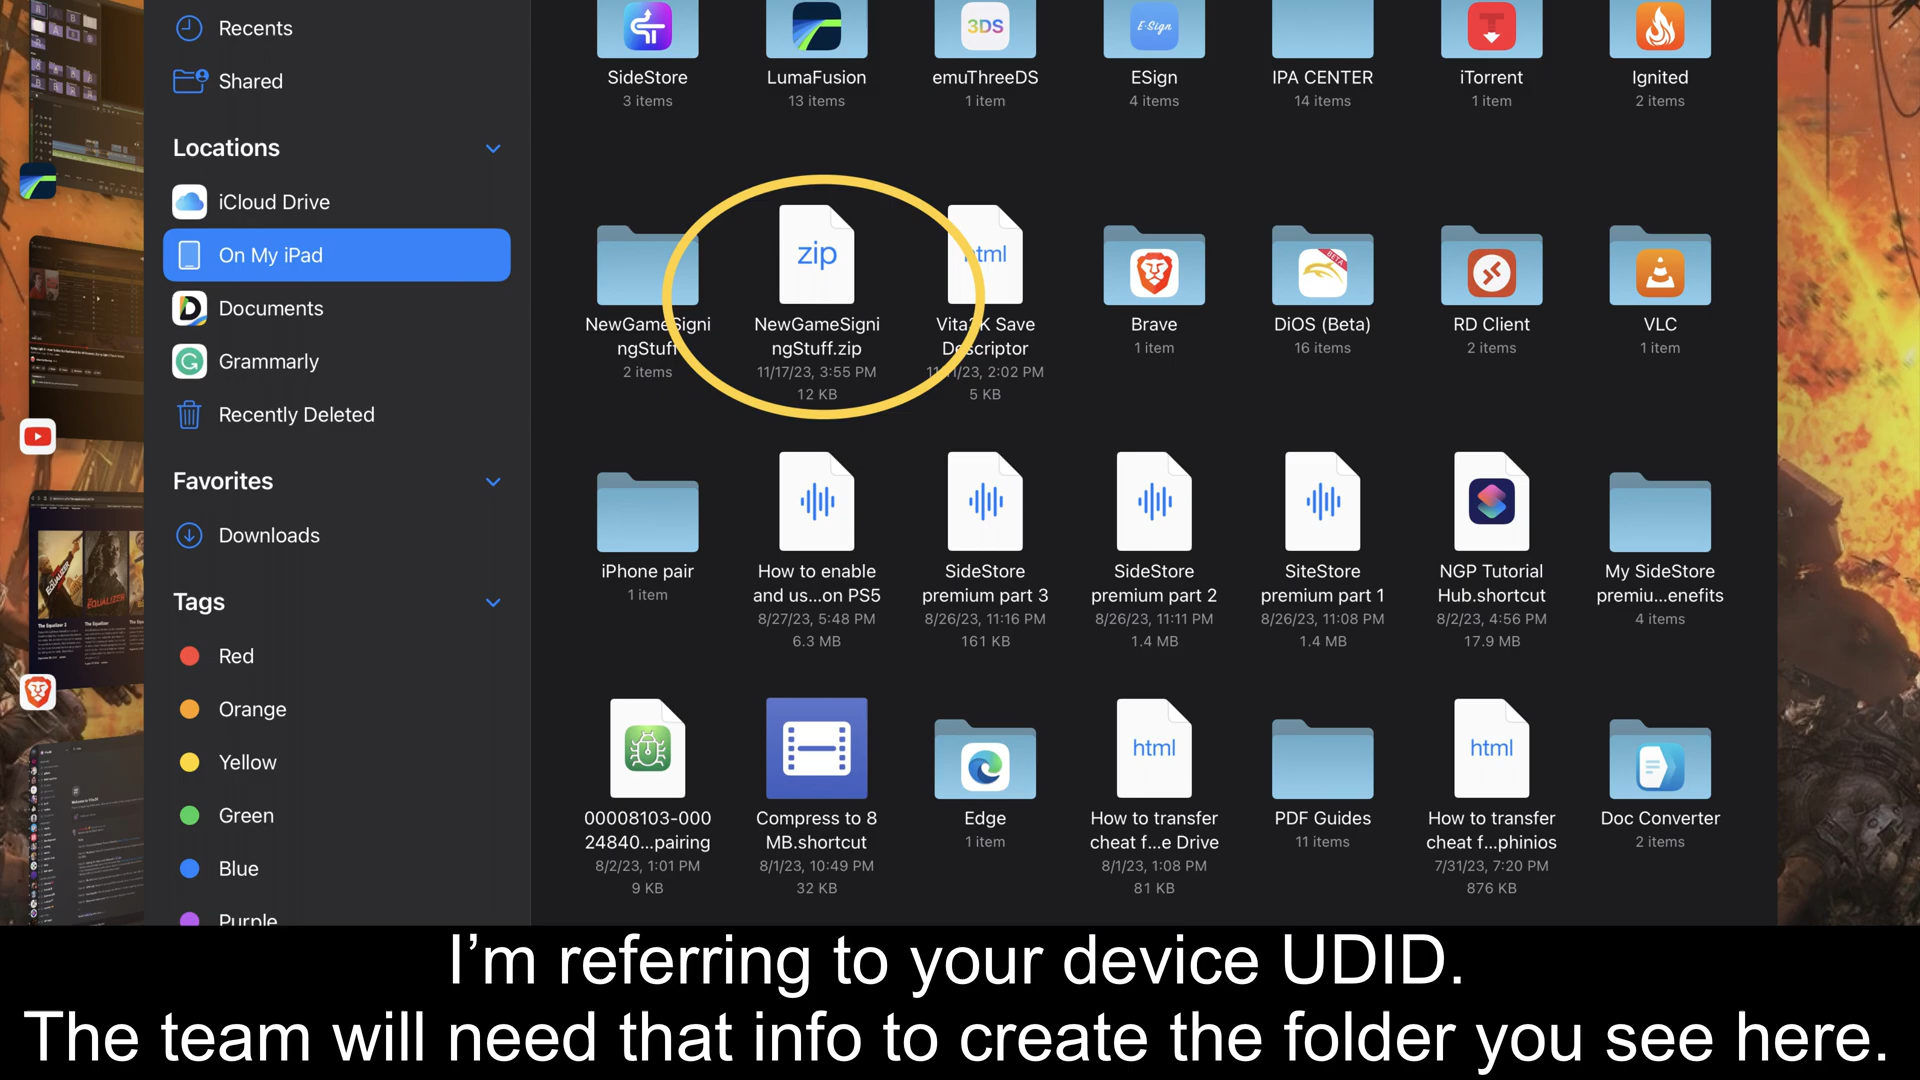 Recents
Shared
Locations
iCloud Drive
On My iPad
Documents
Grammarly
Recently Deleted
Favorites
Downloads
Tags
Red
Orange
Yellow
Green
Blue
Purple
3DS
E-Sign
SideStore
LumaFusion
emuThreeDS
ESign
IPA CENTER
iTorrent
Ignited
3 items
13 items
1 item
4 items
14 items
1 item
2 items
zip
html
BETA
NewGameSigni
ngStuff
2 items
NewGameSigni
ngStuff.zip
11/17/23, 3:55 PM
12 KB
Vita3K Save
Descriptor
2:02 PM
5 KB
Brave
1 item
DiOS (Beta)
16 items
RD Client
2 items
VLC
1 item
iPhone pair
1 item
How to enable
and us...on PS5
8/27/23, 5:48 PM
6.3 MB
SideStore
premium part 3
8/26/23, 11:16 PM
161 KB
SideStore
premium part 2
8/26/23, 11:11 PM
1.4 MB
SiteStore
premium part 1
8/26/23, 11:08 PM
1.4 MB
NGP Tutorial
Hub.shortcut
8/2/23, 4:56 PM
17.9 MB
My SideStore
premiu...enefits
4 items
00008103-000
24840...pairing
8/2/23, 1:01 PM
9 KB
Compress to 8
MB.shortcut
8/1/23, 10:49 PM
32 KB
Edge
1 item
html
How to transfer
cheat f...e Drive
8/1/23, 1:08 PM
81 KB
PDF Guides
11 items
html
How to transfer
cheat f...phinios
7/31/23, 7:20 PM
876 KB
Doc Converter
2 items
I'm referring to your device UDID.
The team will need that info to create the folder you see here.